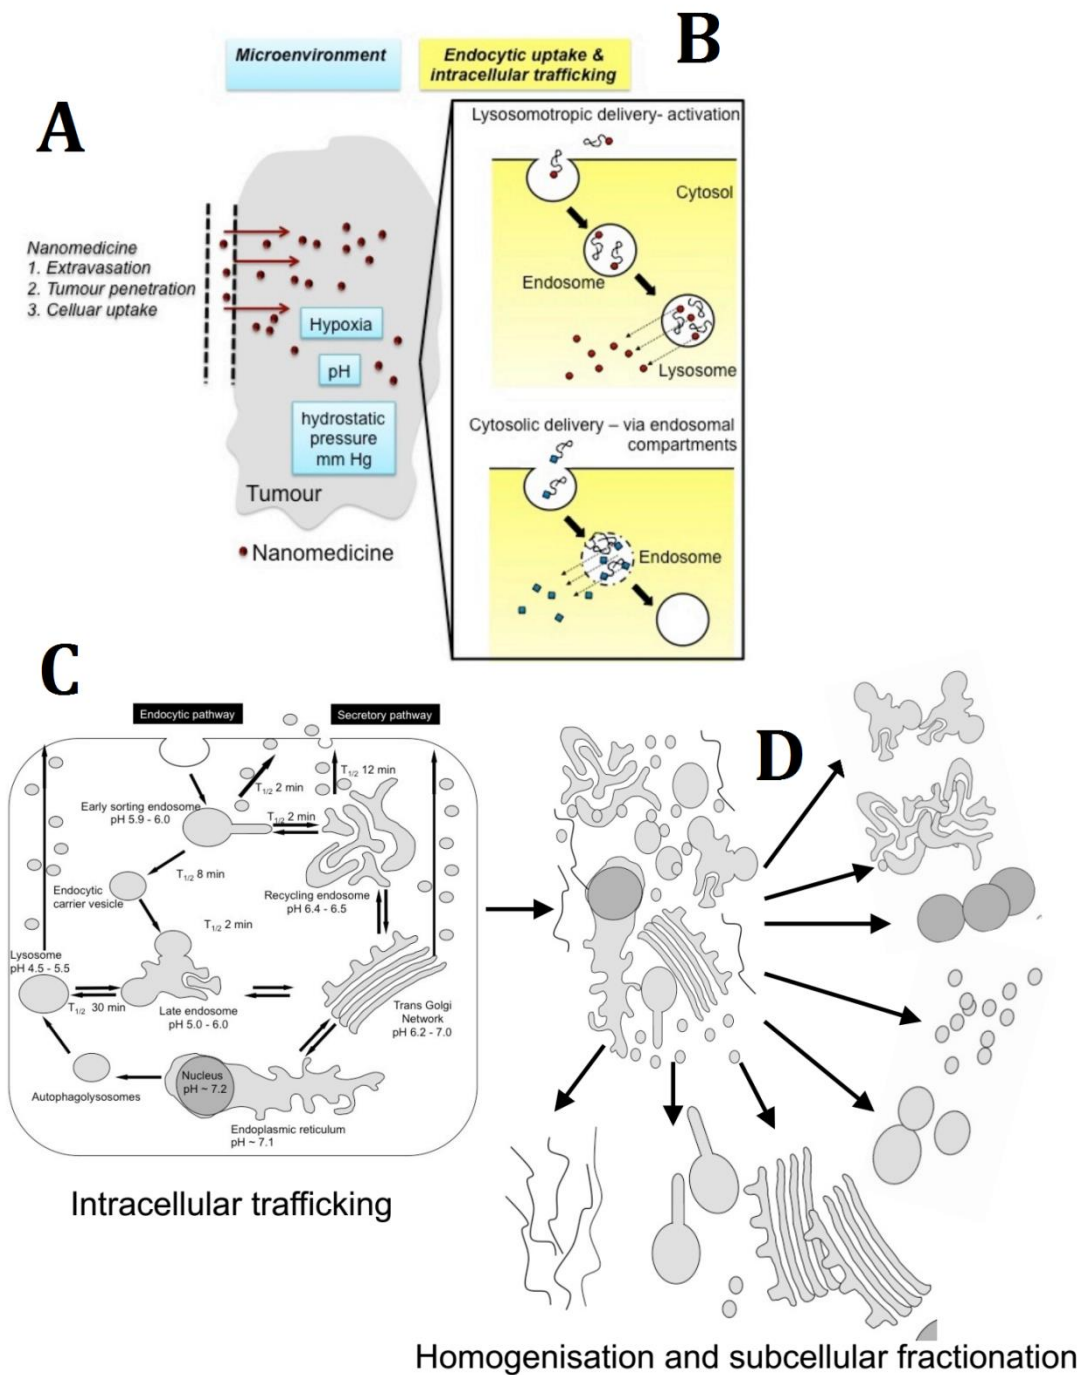 A
Microenvironment
Endocytic uptake &
intracellular trafficking
B
Nanomedicine
1. Extravasation
2. Tumour penetration
3. Celluar uptake
Hypoxia
pH
hydrostatic
pressure
mm Hg
Tumour
Nanomedicine
Lysosomotropic delivery- activation
Cytosol
Endosome
Lysosome
Cytosolic delivery – via endosomal
compartments
Endosome
C
Endocytic pathway
Secretory pathway
T1/2 12 min
T1/2 2 min
Early sorting endosome
pH 5.9 - 6.0
T1/2 2 min
T1/2 8 min
Endocytic
carrier vesicle
Recycling endosome
pH 6.4 - 6.5
T1/2 2 min
Lysosome
pH 4.5 - 5.5
T1/2 30 min
Late endosome
pH 5.0 - 6.0
Trans Golgi
Network
pH 6.2 - 7.0
Nucleus
pH ~ 7.2
Autophagolysosomes
Endoplasmic reticulum
pH ~ 7.1
Intracellular trafficking
D
Homogenisation and subcellular fractionation